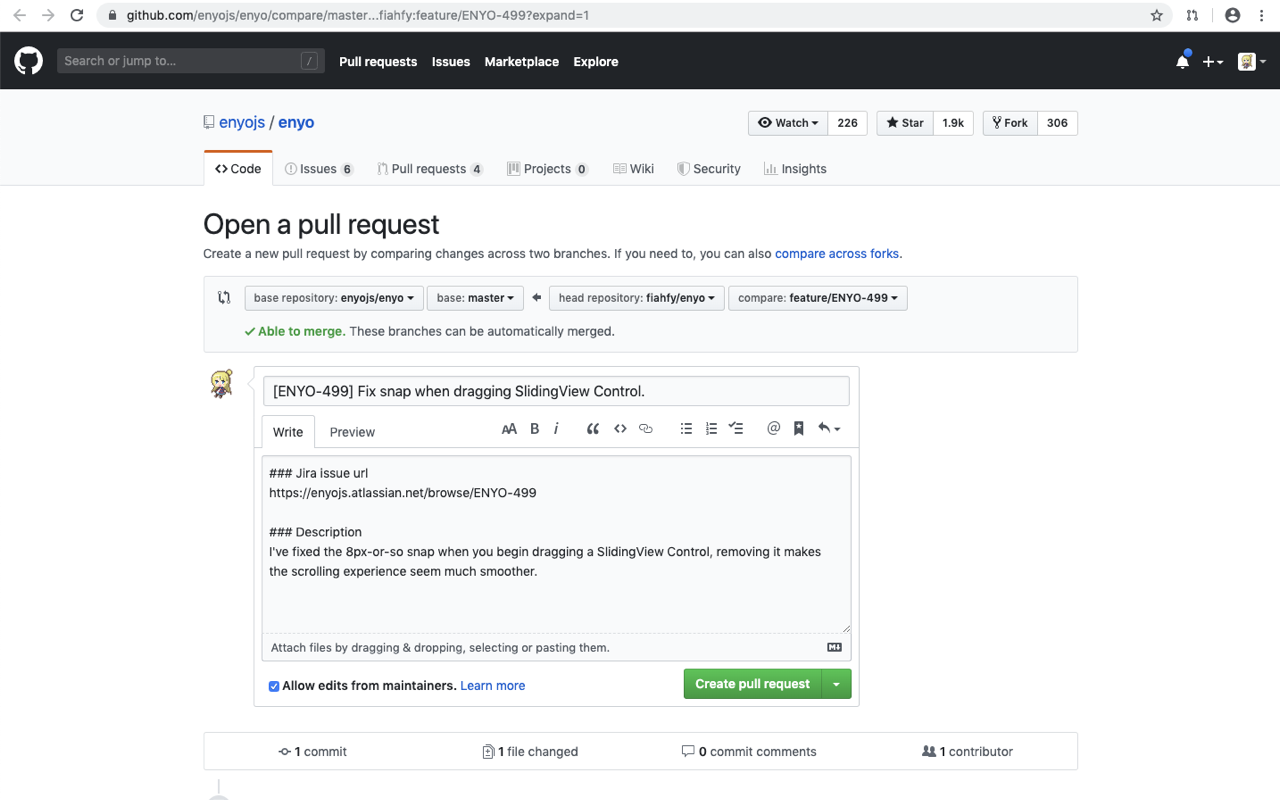 github.com/enyojs/enyo/compare/master...fiahfy:feature/ENYO-499?expand=1
Search or jump to... /
Pull requests Issues Marketplace Explore
enyojs / enyo
Watch 226 Star 1.9k Fork 306
Code Issues 6 Pull requests 4 Projects 0 Wiki Security Insights
Open a pull request
Create a new pull request by comparing changes across two branches. If you need to, you can also compare across forks.
base repository: enyojs/enyo base: master head repository: fiahfy/enyo compare: feature/ENYO-499
Able to merge. These branches can be automatically merged.
[ENYO-499] Fix snap when dragging SlidingView Control.
Write Preview AA B i @
### Jira issue url
https://enyojs.atlassian.net/browse/ENYO-499
### Description
I've fixed the 8px-or-so snap when you begin dragging a SlidingView Control, removing it makes
the scrolling experience seem much smoother.
Attach files by dragging & dropping, selecting or pasting them.
Allow edits from maintainers. Learn more
Create pull request
1 commit 1 file changed 0 commit comments 1 contributor